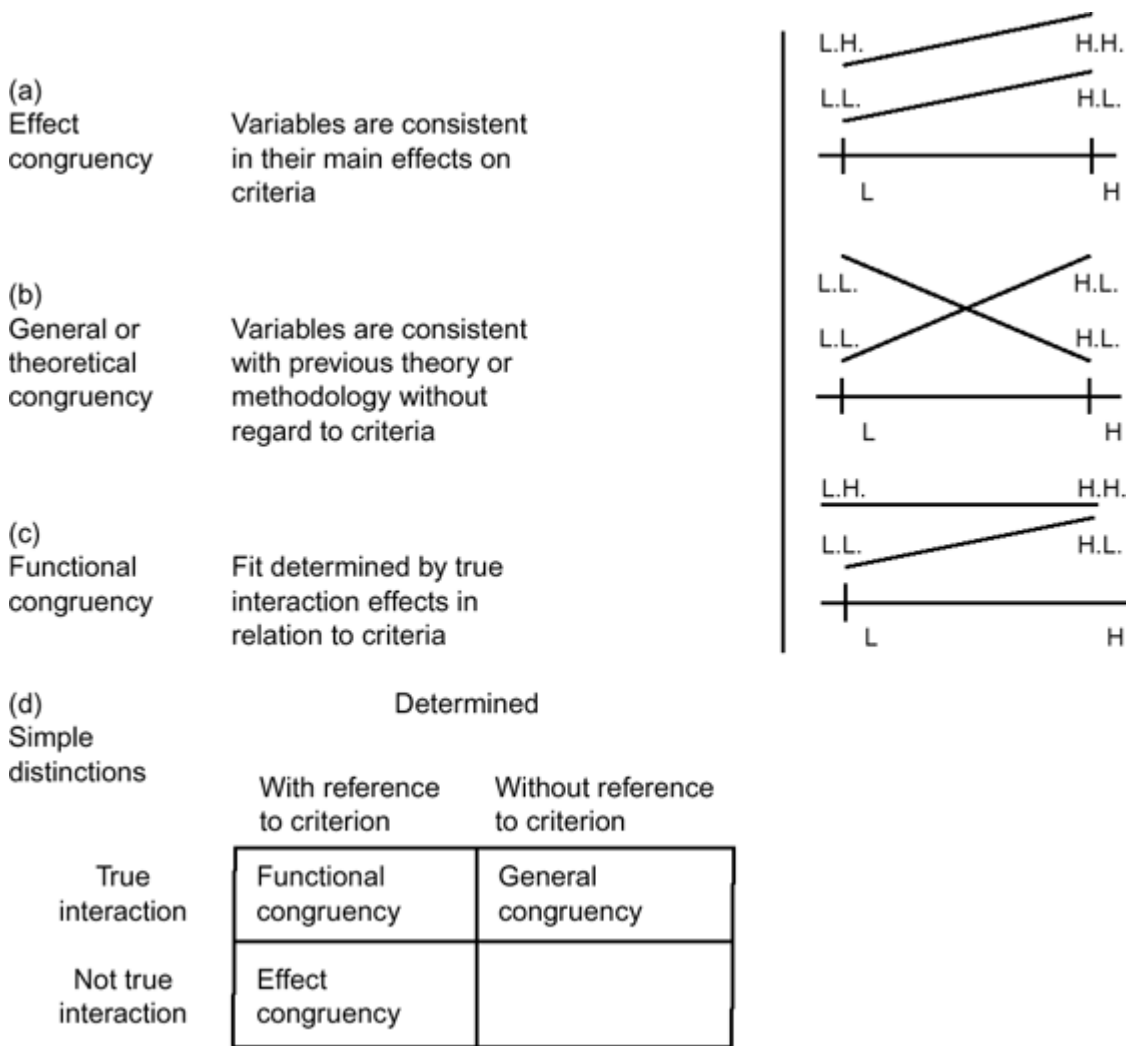 (a)
Effect
congruency
Variables are consistent
in their main effects on
criteria
L.H.
H.H.
L.L.
H.L.
L
H
(b)
General or
theoretical
congruency
Variables are consistent
with previous theory or
methodology without
regard to criteria
L.L.
H.L.
L.L.
H.L.
L
H
(c)
Functional
congruency
Fit determined by true
interaction effects in
relation to criteria
L.H.
H.H.
L.L.
H.L.
L
H
(d)
Simple
distinctions
Determined
With reference
to criterion
Without reference
to criterion
True
interaction
Functional
congruency
General
congruency
Not true
interaction
Effect
congruency